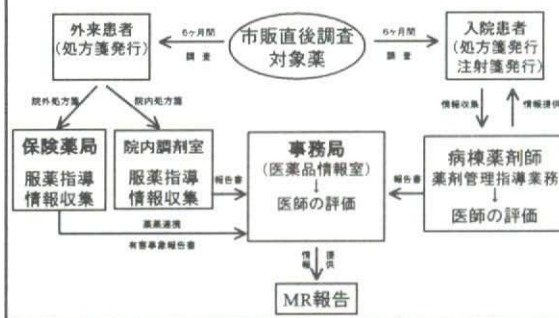 外来患者
(処方箋発行)
6ヶ月間
調査
市販直後調査
対象薬
6ヶ月間
調査
入院患者
(処方箋発行
注射箋発行)
院外処方箋
院内処方箋
情報収集
情報提供
保険薬局
服薬指導
情報収集
院内調剤室
服薬指導
情報収集
報告書
事務局
(医薬品情報室)
↓
医師の評価
報告書
病棟薬剤師
薬剤管理指導業務
↓
医師の評価
薬薬連携
有害事象報告書
情報
提供
MR報告